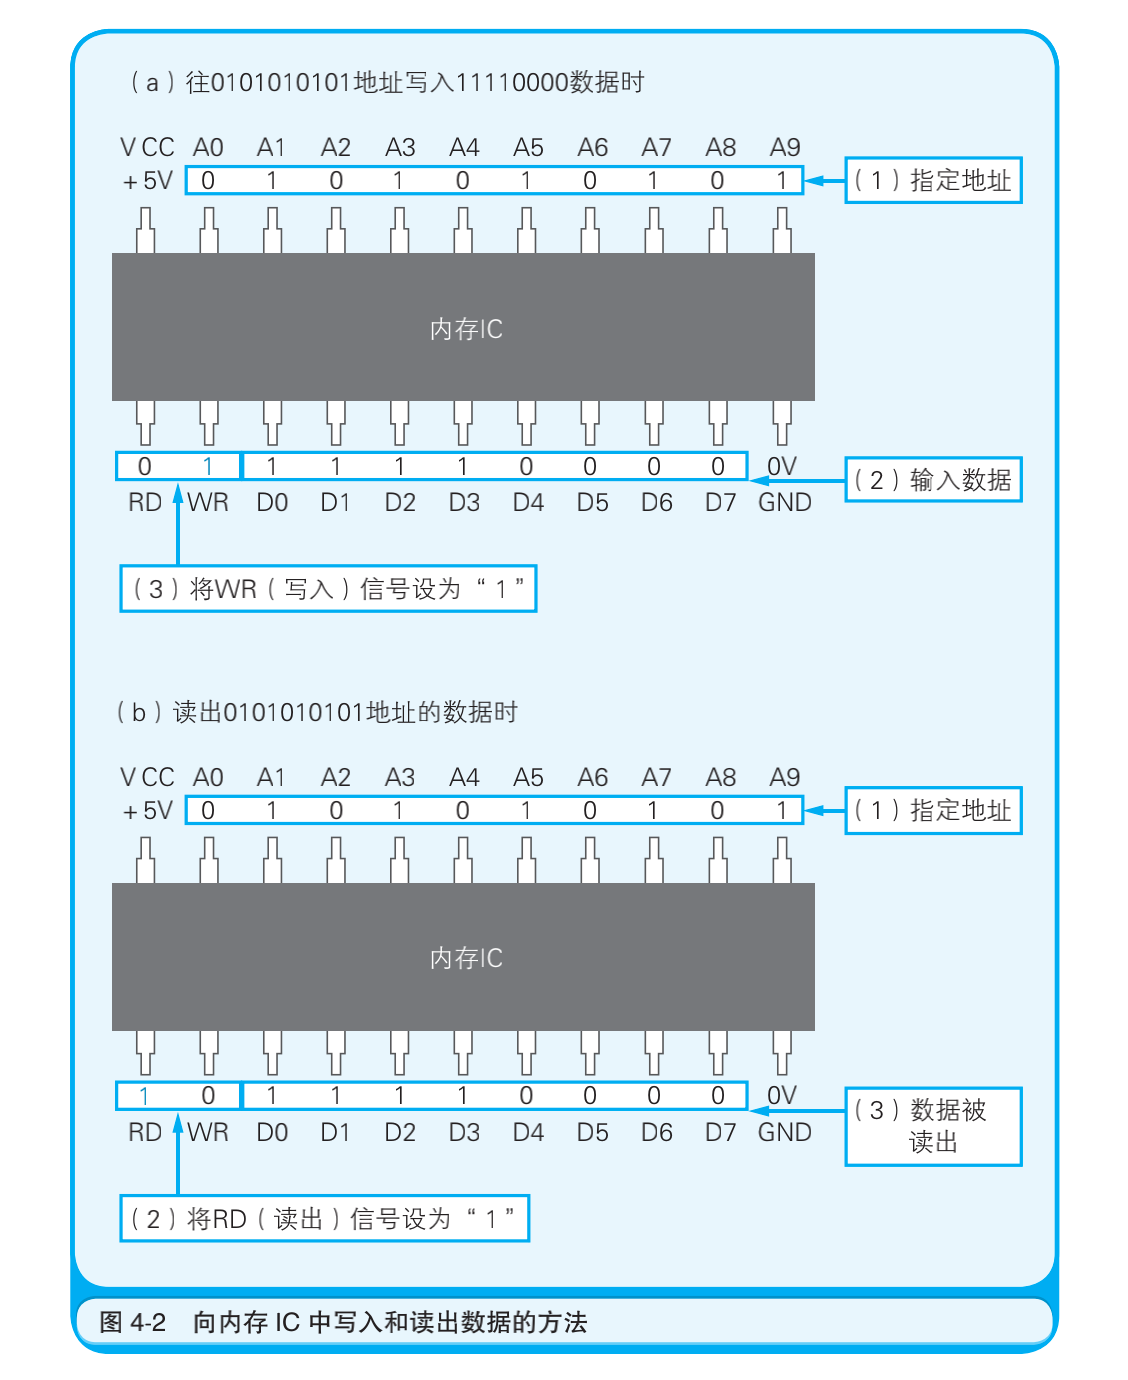 （a）往0101010101地址写入11110000数据时
VCC A0 A1 A2 A3 A4 A5 A6 A7 A8 A9
+5V 0 1 0 1 0 1 0 1 0 1
（1）指定地址
内存IC
0 1 1 1 1 1 0 0 0 0 0V
（2）输入数据
RD WR D0 D1 D2 D3 D4 D5 D6 D7 GND
（3）将WR（写入）信号设为“1”
（b）读出0101010101地址的数据时
VCC A0 A1 A2 A3 A4 A5 A6 A7 A8 A9
+5V 0 1 0 1 0 1 0 1 0 1
（1）指定地址
内存IC
1 0 1 1 1 1 0 0 0 0 0V
（3）数据被
读出
RD WR D0 D1 D2 D3 D4 D5 D6 D7 GND
（2）将RD（读出）信号设为“1”
图 4-2 向内存 IC 中写入和读出数据的方法